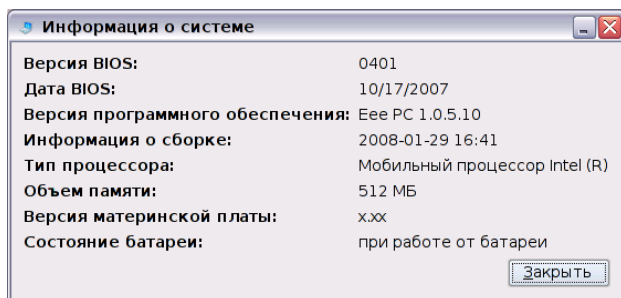 Информация о системе
Версия BIOS: 0401
Дата BIOS: 10/17/2007
Версия программного обеспечения: Eee PC 1.0.5.10
Информация о сборке: 2008-01-29 16:41
Тип процессора: Мобильный процессор Intel (R)
Объем памяти: 512 МБ
Версия материнской платы: x.xx
Состояние батареи: при работе от батареи
Закрыть